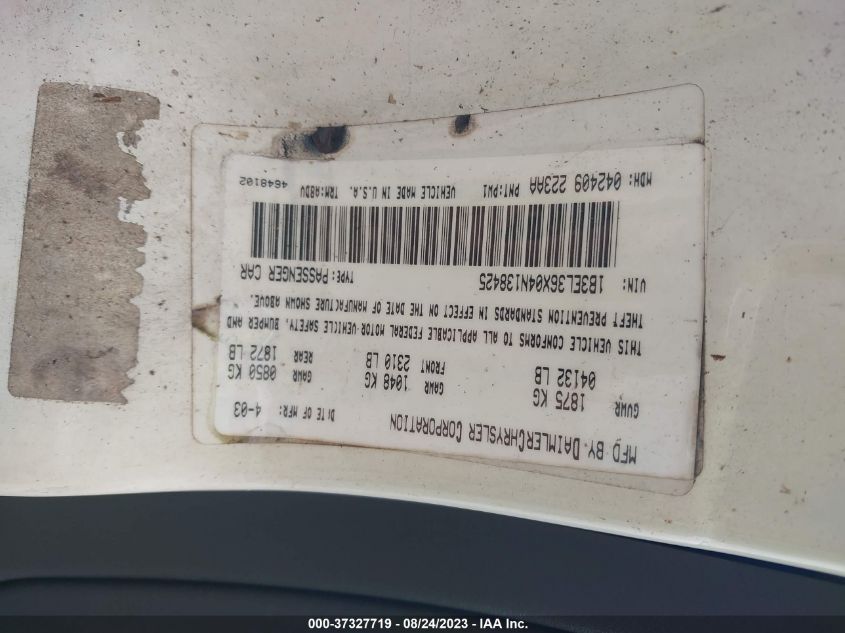 MFD BY DAIMLERCHRYSLER CORPORATION
DATE OF MFR: 4-03
GVWR GAWR GAWR
1875 KG 1048 KG 0850 KG
04132 LB FRONT 2310 LB REAR 1872 LB
THIS VEHICLE CONFORMS TO ALL APPLICABLE FEDERAL MOTOR-VEHICLE SAFETY, BUMPER AND
THEFT PREVENTION STANDARDS IN EFFECT ON THE DATE OF MANUFACTURE SHOWN ABOVE.
VIN: 1B3EL36X04N138425 TYPE: PASSENGER CAR
MDH: 042409 223AA PNT:PW1 VEHICLE MADE IN U.S.A. TRM:A8DV 4648102
000-37327719 / 08/24/2023 - IAA Inc.